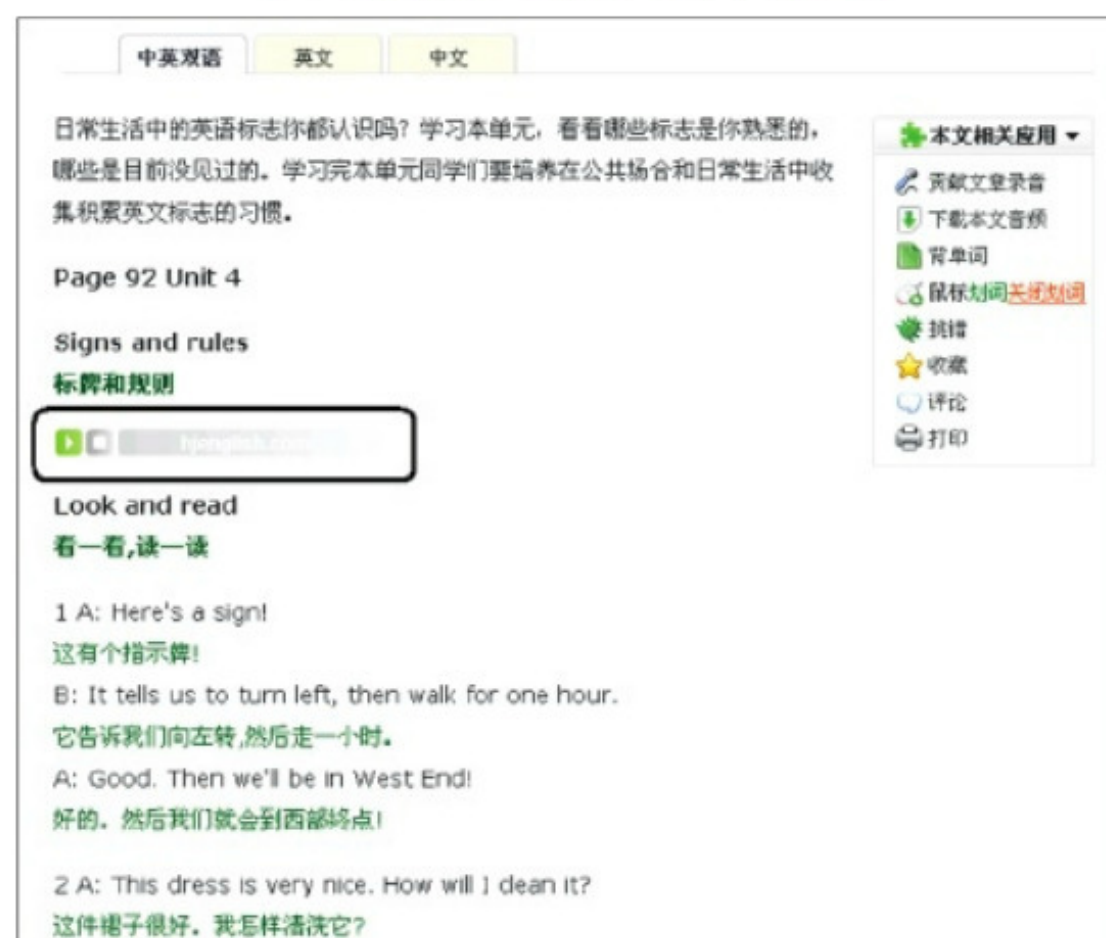 中英双语 英文 中文
日常生活中的英语标志你都认识吗？学习本单元，看看哪些标志是你熟悉的，
哪些是目前没见过的。学习完本单元同学们要培养在公共场合和日常生活中收
集积累英文标志的习惯。
Page 92 Unit 4
Signs and rules
标牌和规则
hjenglish.com
Look and read
看一看,读一读
1 A: Here's a sign!
这有个指示牌!
B: It tells us to turn left, then walk for one hour.
它告诉我们向左转,然后走一个时。
A: Good. Then we'll be in West End!
好的。然后我们就会到西部终点!
2 A: This dress is very nice. How will I clean it?
这件裙子很好。我怎样清洗它?
本文相关应用
贡献文章录音
下载本文音频
背单词
鼠标划词关闭划词
挑错
收藏
评论
打印